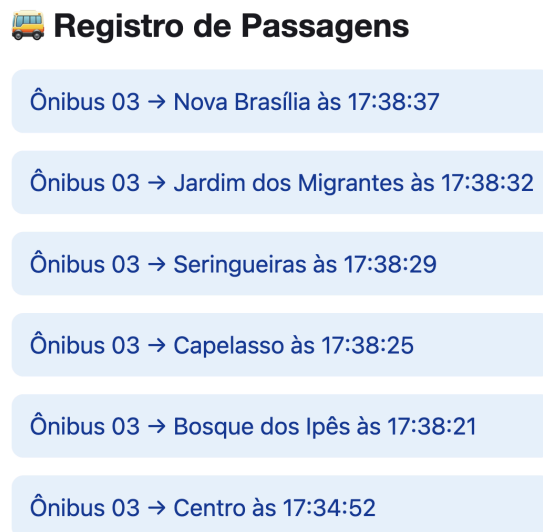 Registro de Passagens
Ônibus 03 → Nova Brasília às 17:38:37
Ônibus 03 → Jardim dos Migrantes às 17:38:32
Ônibus 03 → Seringueiras às 17:38:29
Ônibus 03 → Capelasso às 17:38:25
Ônibus 03 → Bosque dos Ipês às 17:38:21
Ônibus 03 → Centro às 17:34:52